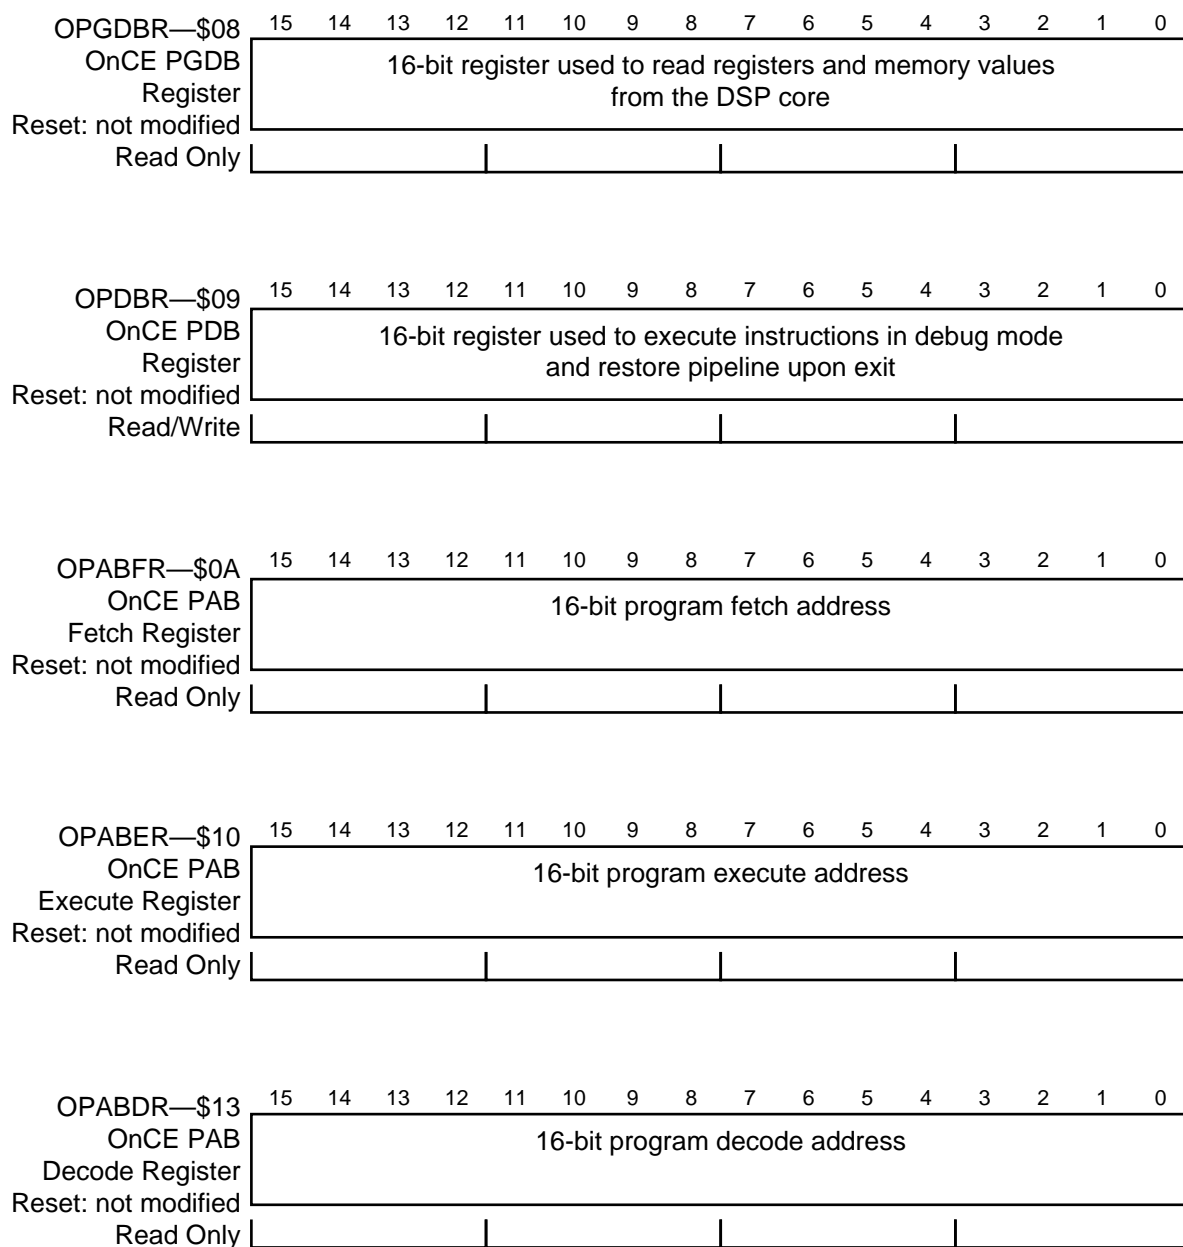 OPGDBR—$08 15 14 13 12 11 10 9 8 7 6 5 4 3 2 1 0
OnCE PGDB
Register
Reset: not modified
Read Only
16-bit register used to read registers and memory values
from the DSP core
OPDBR—$09 15 14 13 12 11 10 9 8 7 6 5 4 3 2 1 0
OnCE PDB
Register
Reset: not modified
Read/Write
16-bit register used to execute instructions in debug mode
and restore pipeline upon exit
OPABFR—$0A 15 14 13 12 11 10 9 8 7 6 5 4 3 2 1 0
OnCE PAB
Fetch Register
Reset: not modified
Read Only
16-bit program fetch address
OPABER—$10 15 14 13 12 11 10 9 8 7 6 5 4 3 2 1 0
OnCE PAB
Execute Register
Reset: not modified
Read Only
16-bit program execute address
OPABDR—$13 15 14 13 12 11 10 9 8 7 6 5 4 3 2 1 0
OnCE PAB
Decode Register
Reset: not modified
Read Only
16-bit program decode address